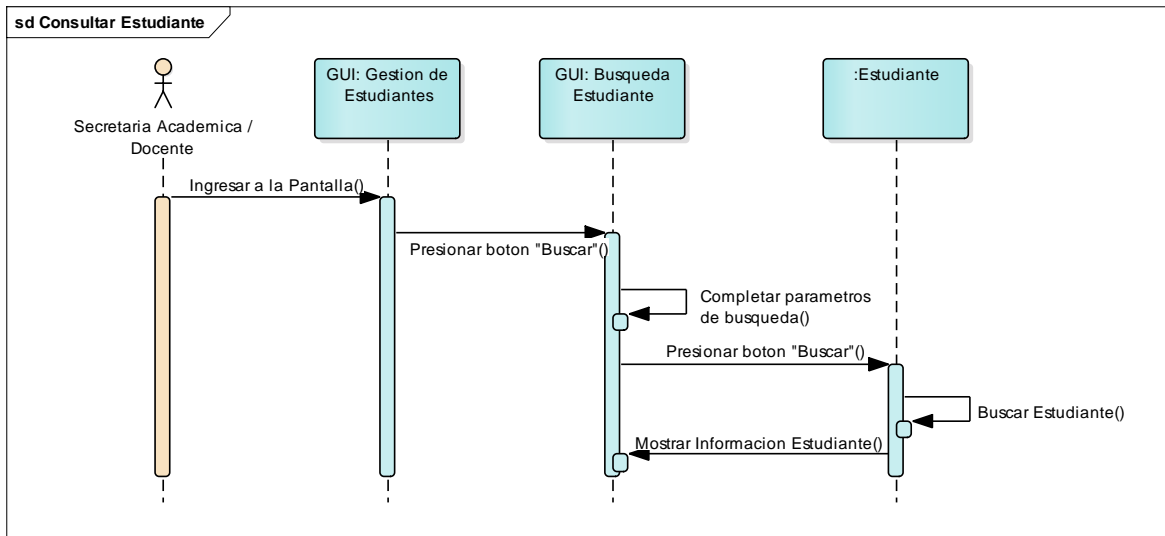 sd Consultar Estudiante
GUI: Gestion de
Estudiantes
GUI: Busqueda
Estudiante
:Estudiante
Secretaria Academica /
Docente
Ingresar a la Pantalla()
Presionar boton "Buscar"()
Completar parametros
de busqueda()
Presionar boton "Buscar"()
Buscar Estudiante()
Mostrar Informacion Estudiante()